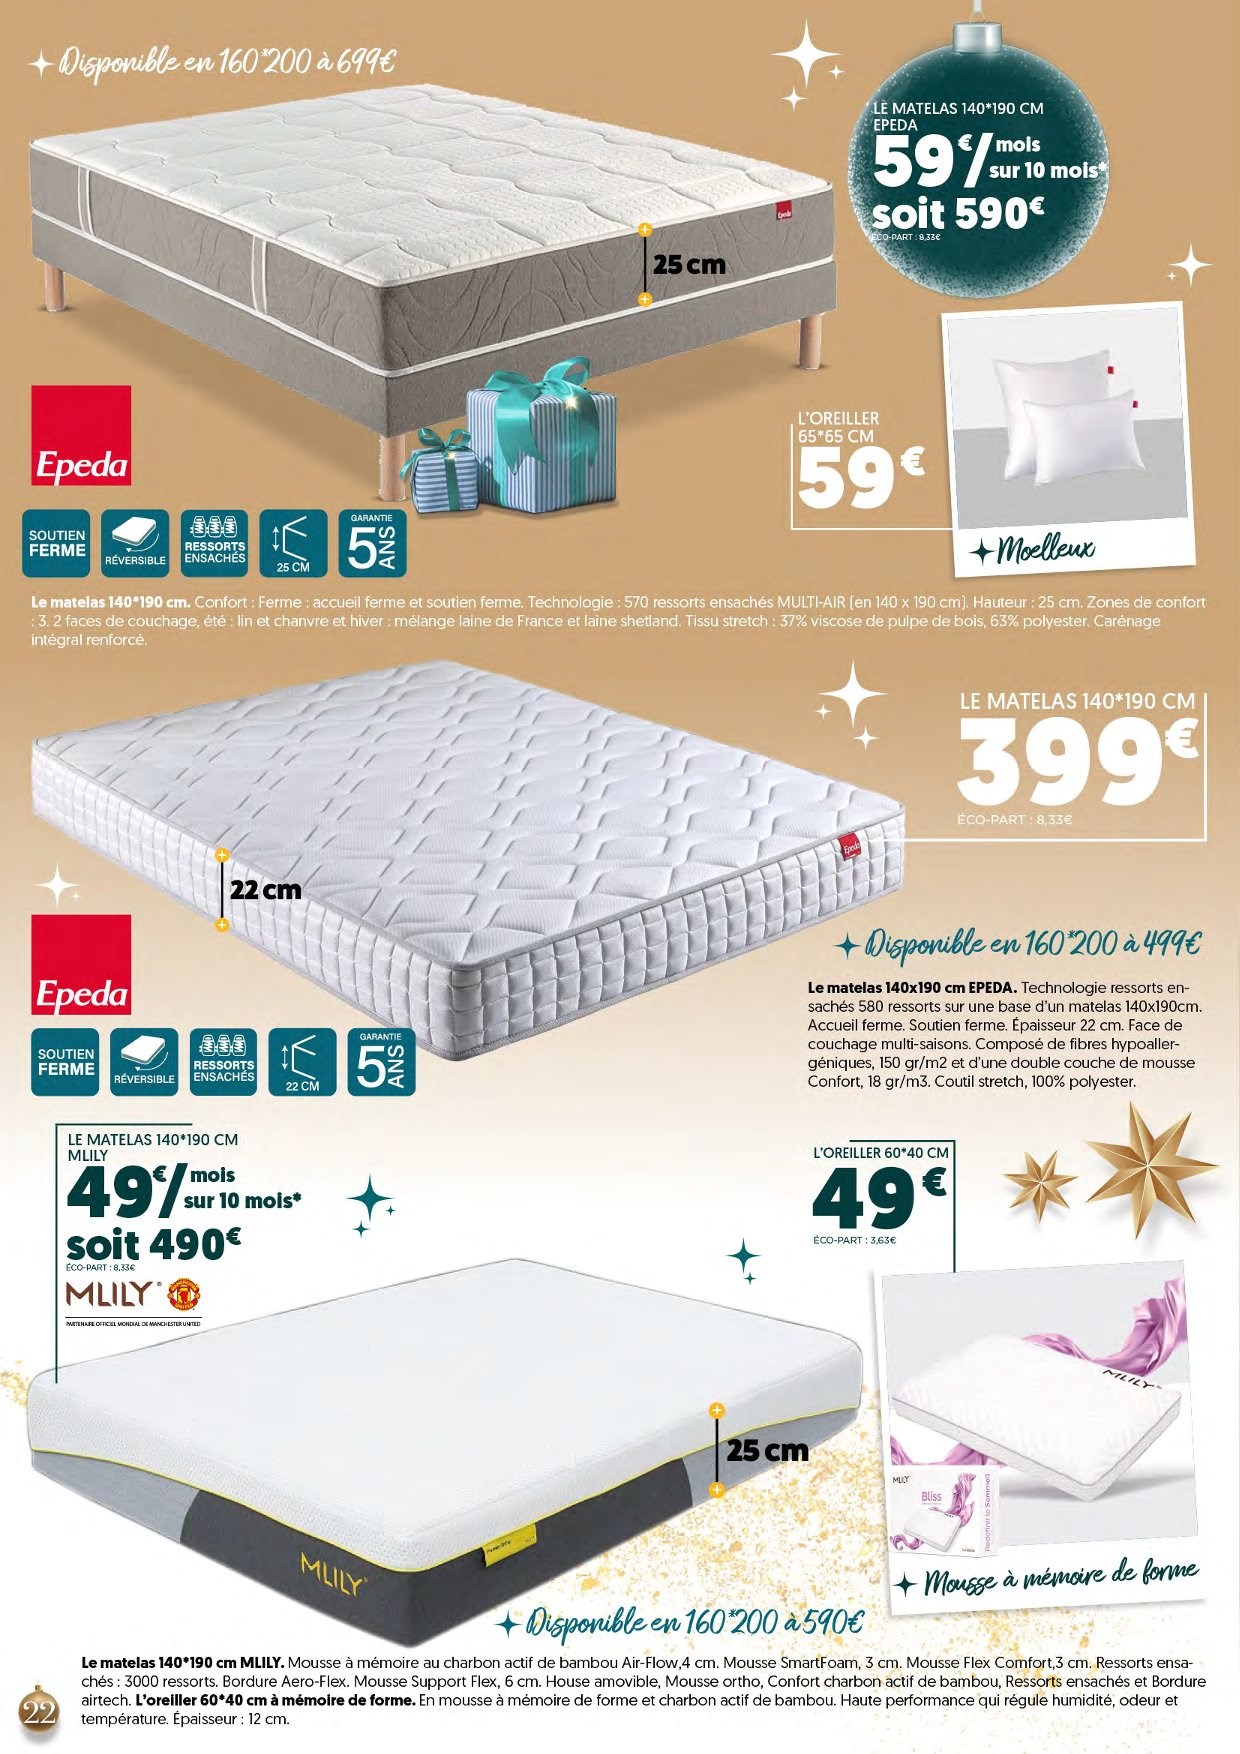 Disponible en 160*200 à 699€
LE MATELAS 140*190 CM
EPEDA
59€/mois
sur 10 mois*
soit 590€
ÉCO-PART : 8,33€
Epeda
25 cm
L'OREILLER
65*65 CM
59€
Moelleux
Epeda
SOUTIEN
FERME
RÉVERSIBLE
RESSORTS
ENSACHÉS
25 CM
GARANTIE
5 ANS
Le matelas 140*190 cm. Confort : Ferme : accueil ferme et soutien ferme. Technologie : 570 ressorts ensachés MULTI-AIR (en 140 x 190 cm). Hauteur : 25 cm. Zones de confort
: 3. 2 faces de couchage, été : lin et chanvre et hiver : mélange laine de France et laine shetland. Tissu stretch : 37% viscose de pulpe de bois, 63% polyester. Carénage
intégral renforcé.
LE MATELAS 140*190 CM
399€
ÉCO-PART : 8,33€
Epeda
22 cm
Epeda
Disponible en 160*200 à 499€
Le matelas 140x190 cm EPEDA. Technologie ressorts en-
sachés 580 ressorts sur une base d'un matelas 140x190cm.
Accueil ferme. Soutien ferme. Épaisseur 22 cm. Face de
couchage multi-saisons. Composé de fibres hypoaller-
géniques, 150 gr/m2 et d'une double couche de mousse
Confort, 18 gr/m3. Coutil stretch, 100% polyester.
SOUTIEN
FERME
RÉVERSIBLE
RESSORTS
ENSACHÉS
22 CM
GARANTIE
5 ANS
LE MATELAS 140*190 CM
MLILY
49€/mois
sur 10 mois*
soit 490€
ÉCO-PART : 8,33€
MLILY®
PARTENAIRE OFFICIEL MONDIAL DE MANCHESTER UNITED
L'OREILLER 60*40 CM
49€
ÉCO-PART : 3,63€
25 cm
MLILY
MLILY
MLILY
Bliss
Redefinir le Sommeil
Mousse à mémoire de forme
Disponible en 160*200 à 590€
Le matelas 140*190 cm MLILY. Mousse à mémoire au charbon actif de bambou Air-Flow,4 cm. Mousse SmartFoam, 3 cm. Mousse Flex Comfort,3 cm. Ressorts ensa-
chés : 3000 ressorts. Bordure Aero-Flex. Mousse Support Flex, 6 cm. House amovible, Mousse ortho, Confort charbon actif de bambou, Ressorts ensachés et Bordure
airtech. L'oreiller 60*40 cm à mémoire de forme. En mousse à mémoire de forme et charbon actif de bambou. Haute performance qui régule humidité, odeur et
température. Épaisseur : 12 cm.
22